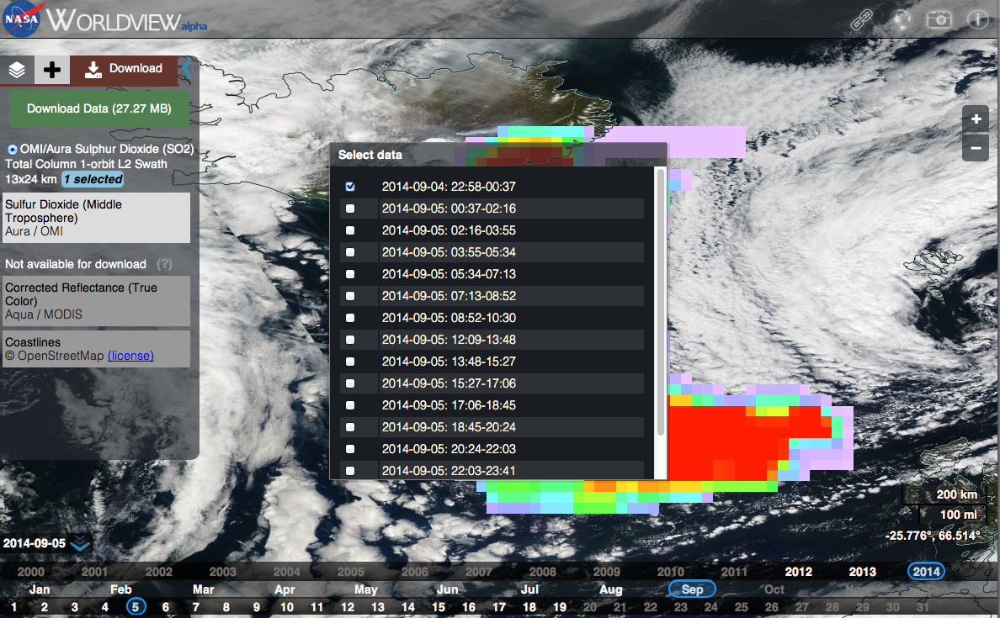 NASA WORLDVIEW alpha
Download
Download Data (27.27 MB)
OMI/Aura Sulphur Dioxide (SO2)
Total Column 1-orbit L2 Swath
13x24 km 1 selected
Sulfur Dioxide (Middle
Troposphere)
Aura / OMI
Not available for download (?)
Corrected Reflectance (True
Color)
Aqua / MODIS
Coastlines
© OpenStreetMap (license)
Select data
2014-09-04: 22:58-00:37
2014-09-05: 00:37-02:16
2014-09-05: 02:16-03:55
2014-09-05: 03:55-05:34
2014-09-05: 05:34-07:13
2014-09-05: 07:13-08:52
2014-09-05: 08:52-10:30
2014-09-05: 12:09-13:48
2014-09-05: 13:48-15:27
2014-09-05: 15:27-17:06
2014-09-05: 17:06-18:45
2014-09-05: 18:45-20:24
2014-09-05: 20:24-22:03
2014-09-05: 22:03-23:41
+
−
200 km
100 mi
-25.776°, 66.514°
2014-09-05
2000 2001 2002 2003 2004 2005 2006 2007 2008 2009 2010 2011 2012 2013 2014
Jan Feb Mar Apr May Jun Jul Aug Sep Oct
1 2 3 4 5 6 7 8 9 10 11 12 13 14 15 16 17 18 19 20 21 22 23 24 25 26 27 28 29 30 31